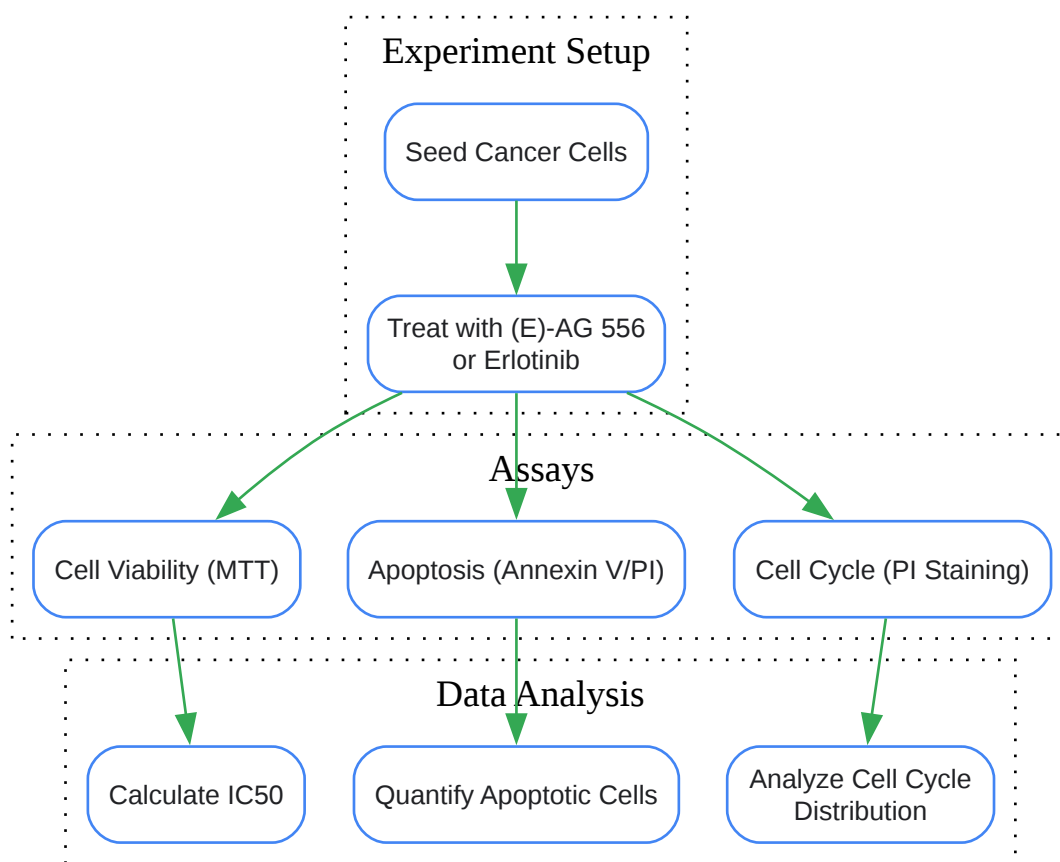 Experiment Setup
Seed Cancer Cells
Treat with (E)-AG 556
or Erlotinib
Assays
Cell Viability (MTT)
Apoptosis (Annexin V/PI)
Cell Cycle (PI Staining)
Data Analysis
Calculate IC50
Quantify Apoptotic Cells
Analyze Cell Cycle
Distribution